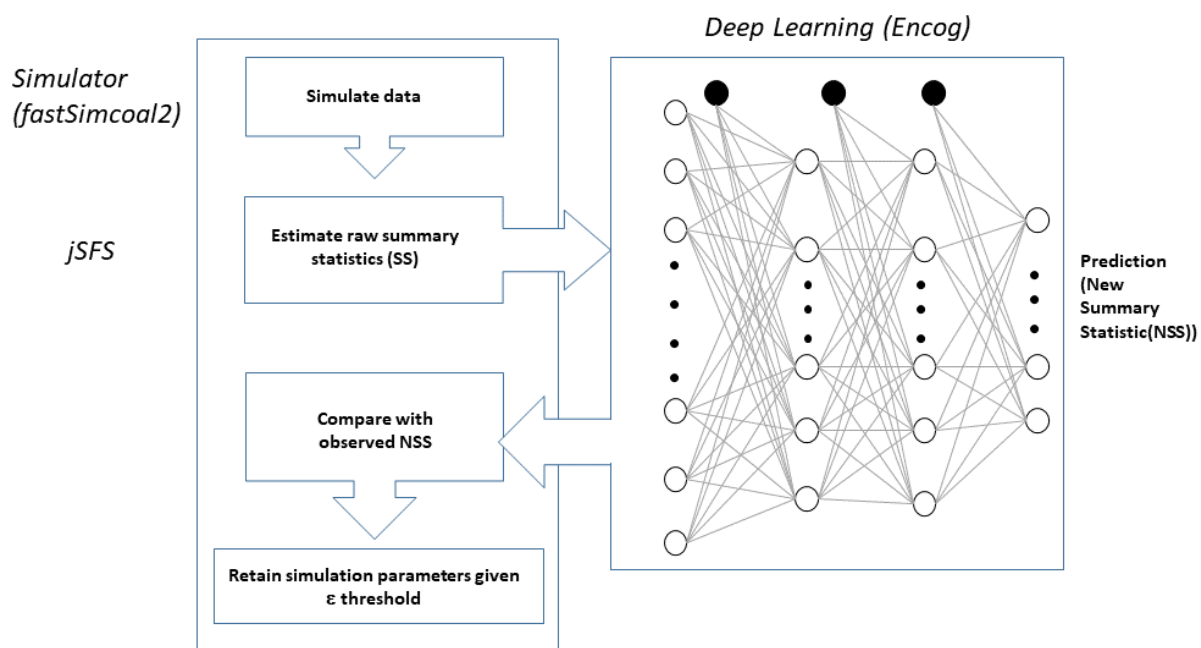 Deep Learning (Encog)
Simulator
(fastSimcoal2)
Simulate data
jSFS
Estimate raw summary
statistics (SS)
Prediction
(New
Summary
Statistic(NSS))
Compare with
observed NSS
Retain simulation parameters given
ε threshold